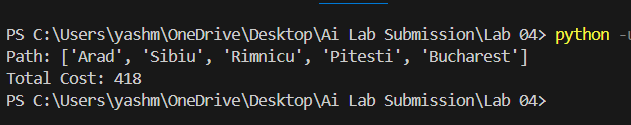 PS C:\Users\yashm\OneDrive\Desktop\Ai Lab Submission\Lab 04> python
Path: ['Arad', 'Sibiu', 'Rimnicu', 'Pitesti', 'Bucharest']
Total Cost: 418
PS C:\Users\yashm\OneDrive\Desktop\Ai Lab Submission\Lab 04>